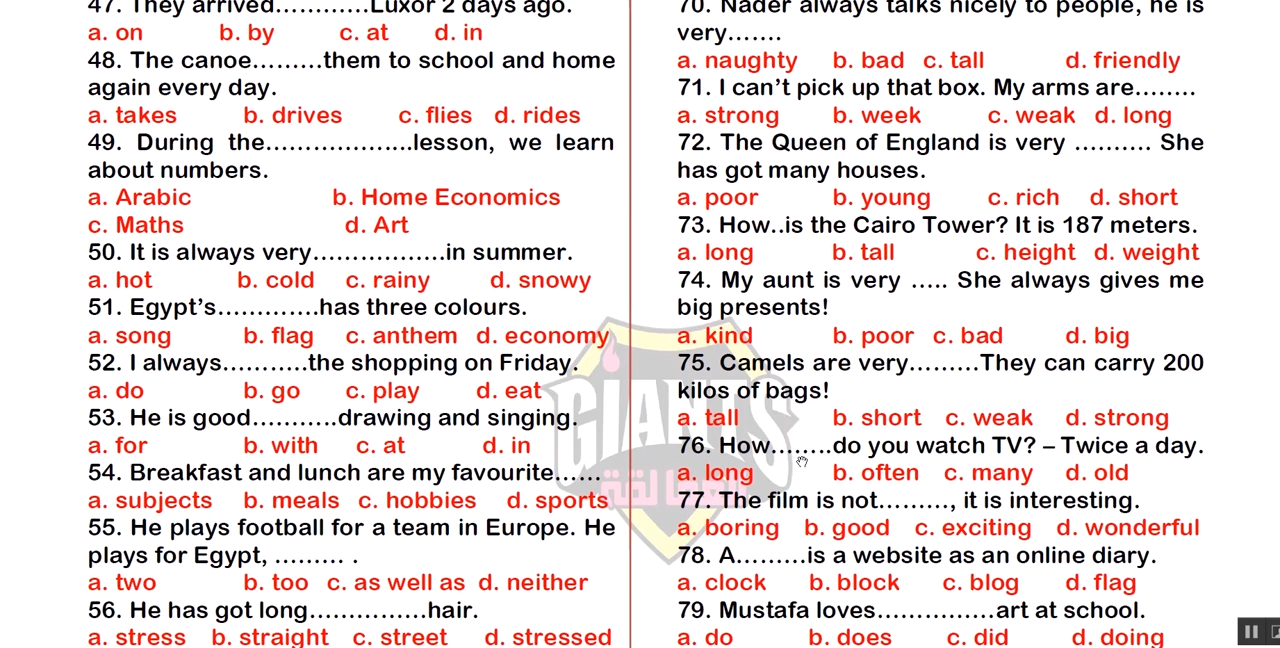 47. They arrived…………Luxor 2 days ago.
a. on b. by c. at d. in
48. The canoe………them to school and home
again every day.
a. takes b. drives c. flies d. rides
49. During the………………..lesson, we learn
about numbers.
a. Arabic b. Home Economics
c. Maths d. Art
50. It is always very……………..in summer.
a. hot b. cold c. rainy d. snowy
51. Egypt’s………….has three colours.
a. song b. flag c. anthem d. economy
52. I always………..the shopping on Friday.
a. do b. go c. play d. eat
53. He is good………..drawing and singing.
a. for b. with c. at d. in
54. Breakfast and lunch are my favourite……
a. subjects b. meals c. hobbies d. sports
55. He plays football for a team in Europe. He
plays for Egypt, ……… .
a. two b. too c. as well as d. neither
56. He has got long……………hair.
a. stress b. straight c. street d. stressed
70. Nader always talks nicely to people, he is
very…….
a. naughty b. bad c. tall d. friendly
71. I can’t pick up that box. My arms are……..
a. strong b. week c. weak d. long
72. The Queen of England is very ………. She
has got many houses.
a. poor b. young c. rich d. short
73. How..is the Cairo Tower? It is 187 meters.
a. long b. tall c. height d. weight
74. My aunt is very ….. She always gives me
big presents!
a. kind b. poor c. bad d. big
75. Camels are very………They can carry 200
kilos of bags!
a. tall b. short c. weak d. strong
76. How……..do you watch TV? – Twice a day.
a. long b. often c. many d. old
77. The film is not………, it is interesting.
a. boring b. good c. exciting d. wonderful
78. A………is a website as an online diary.
a. clock b. block c. blog d. flag
79. Mustafa loves……………art at school.
a. do b. does c. did d. doing
GIANTS